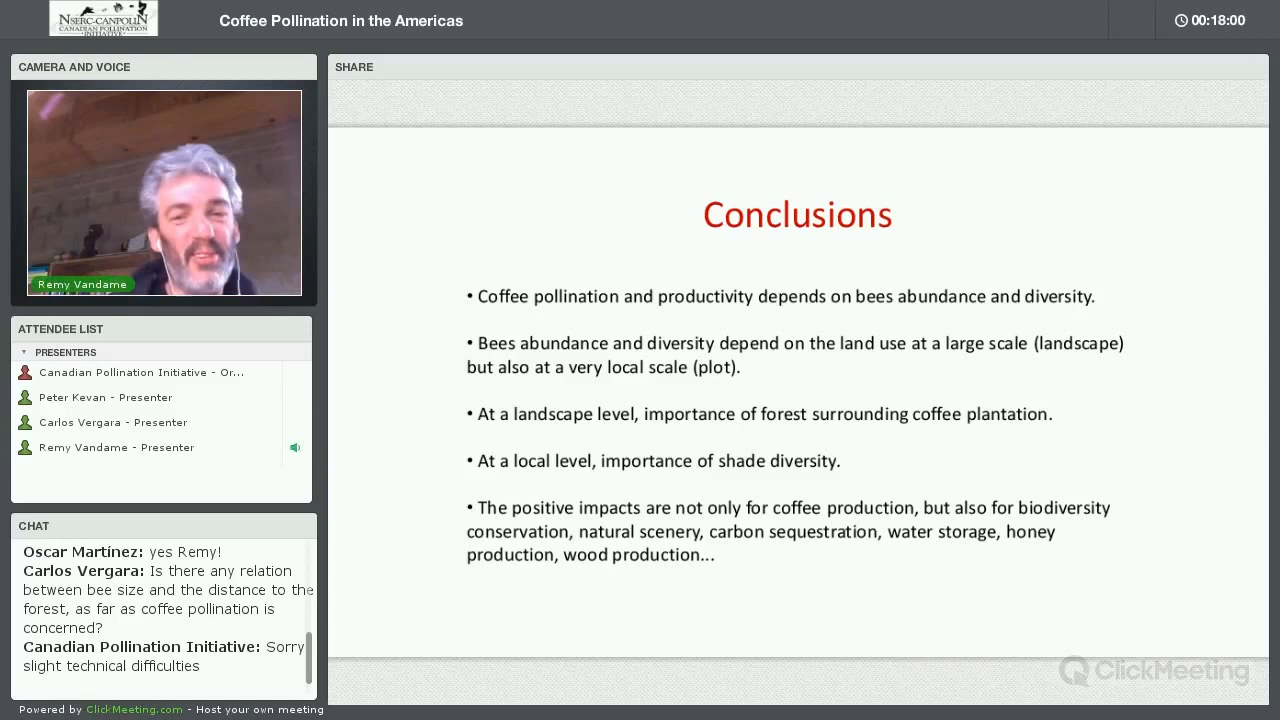 NSERC-CANPOLIN
CANADIAN POLLINATION
INITIATIVE
Coffee Pollination in the Americas
00:18:00
CAMERA AND VOICE
Remy Vandame
ATTENDEE LIST
PRESENTERS
Canadian Pollination Initiative - Or...
Peter Kevan - Presenter
Carlos Vergara - Presenter
Remy Vandame - Presenter
CHAT
Oscar Martínez: yes Remy!
Carlos Vergara: Is there any relation
between bee size and the distance to the
forest, as far as coffee pollination is
concerned?
Canadian Pollination Initiative: Sorry
slight technical difficulties
Powered by ClickMeeting.com - Host your own meeting
SHARE
Conclusions
• Coffee pollination and productivity depends on bees abundance and diversity.
• Bees abundance and diversity depend on the land use at a large scale (landscape)
but also at a very local scale (plot).
• At a landscape level, importance of forest surrounding coffee plantation.
• At a local level, importance of shade diversity.
• The positive impacts are not only for coffee production, but also for biodiversity
conservation, natural scenery, carbon sequestration, water storage, honey
production, wood production...
ClickMeeting